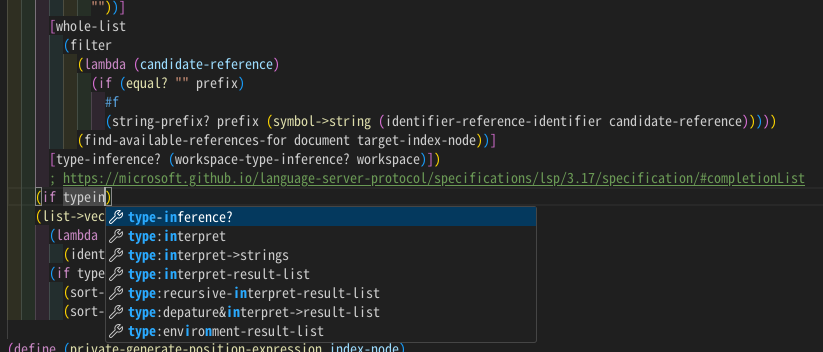 ""))]
[whole-list
(filter
(lambda (candidate-reference)
(if (equal? "" prefix)
#f
(string-prefix? prefix (symbol->string (identifier-reference-identifier candidate-reference)))))
(find-available-references-for document target-index-node))]
[type-inference? (workspace-type-inference? workspace)])
; https://microsoft.github.io/language-server-protocol/specifications/lsp/3.17/specification/#completionList
(if typein)
type-inference?
(list->vec
type:interpret
(lambda
type:interpret->strings
(ident
type:interpret-result-list
(if type
type:recursive-interpret-result-list
(sort-
type:depature&interpret->result-list
(sort-
type:environment-result-list
(define (private-generate-position-expression index-node)